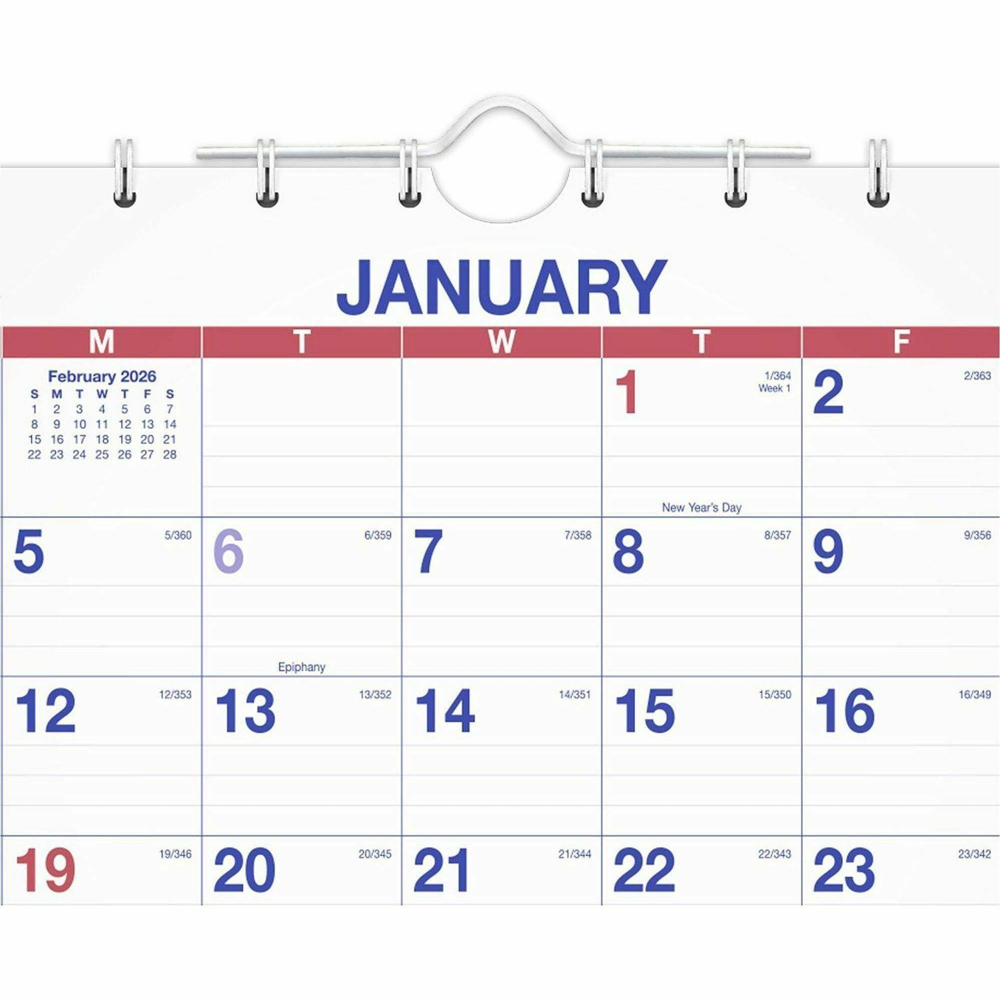 JANUARY
M T W T F
February 2026
S M T W T F S
1 2 3 4 5 6 7
8 9 10 11 12 13 14
15 16 17 18 19 20 21
22 23 24 25 26 27 28
1 1/364
Week 1
New Year's Day
2 2/363
5 5/360
6 6/359
Epiphany
7 7/358
8 8/357
9 9/356
12 12/353
13 13/352
14 14/351
15 15/350
16 16/349
19 19/346
20 20/345
21 21/344
22 22/343
23 23/342